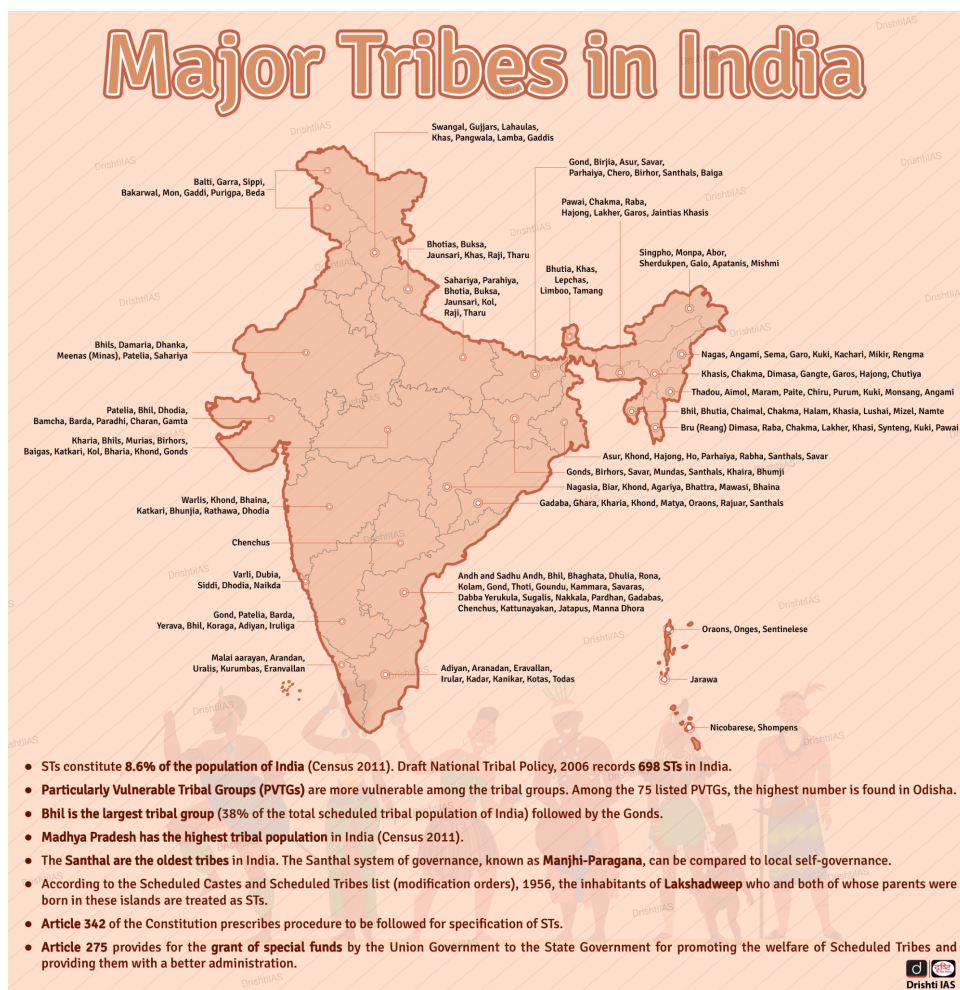 Major Tribes in India
Swangal, Gujjars, Lahaulas,
Khas, Pangwala, Lamba, Gaddis
Gond, Birjia, Asur, Savar,
Parhaiya, Chero, Birhor, Santhals, Baiga
Balti, Garra, Sippi,
Bakarwal, Mon, Gaddi, Purigpa, Beda
Pawai, Chakma, Raba,
Hajong, Lakher, Garos, Jaintias Khasis
Bhotias, Buksa,
Jaunsari, Khas, Raji, Tharu
Singpho, Monpa, Abor,
Sherdukpen, Galo, Apatanis, Mishmi
Bhutia, Khas,
Lepchas,
Limboo, Tamang
Sahariya, Parahiya,
Bhotia, Buksa,
Jaunsari, Kol,
Raji, Tharu
Bhils, Damaria, Dhanka,
Meenas (Minas), Patelia, Sahariya
Nagas, Angami, Sema, Garo, Kuki, Kachari, Mikir, Rengma
Khasis, Chakma, Dimasa, Gangte, Garos, Hajong, Chutiya
Thadou, Aimol, Maram, Paite, Chiru, Purum, Kuki, Monsang, Angami
Patelia, Bhil, Dhodia,
Bamcha, Barda, Paradhi, Charan, Gamta
Bhil, Bhutia, Chaimal, Chakma, Halam, Khasia, Lushai, Mizel, Namte
Bru (Reang) Dimasa, Raba, Chakma, Lakher, Khasi, Synteng, Kuki, Pawai
Kharia, Bhils, Murias, Birhors,
Baigas, Katkari, Kol, Bharia, Khond, Gonds
Asur, Khond, Hajong, Ho, Parhaiya, Rabha, Santhals, Savar
Gonds, Birhors, Savar, Mundas, Santhals, Khaira, Bhumji
Nagasia, Biar, Khond, Agariya, Bhattra, Mawasi, Bhaina
Gadaba, Ghara, Kharia, Khond, Matya, Oraons, Rajuar, Santhals
Warlis, Khond, Bhaina,
Katkari, Bhunjia, Rathawa, Dhodia
Chenchus
Varli, Dubia,
Siddi, Dhodia, Naikda
Andh and Sadhu Andh, Bhil, Bhaghata, Dhulia, Rona,
Kolam, Gond, Thoti, Goundu, Kammara, Savaras,
Dabba Yerukula, Sugalis, Nakkala, Pardhan, Gadabas,
Chenchus, Kattunayakan, Jatapus, Manna Dhora
Gond, Patelia, Barda,
Yerava, Bhil, Koraga, Adiyan, Iruliga
Oraons, Onges, Sentinelese
Malai aarayan, Arandan,
Uralis, Kurumbas, Eranvallan
Adiyan, Aranadan, Eravallan,
Irular, Kadar, Kanikar, Kotas, Todas
Jarawa
Nicobarese, Shompens
• STs constitute 8.6% of the population of India (Census 2011). Draft National Tribal Policy, 2006 records 698 STs in India.
• Particularly Vulnerable Tribal Groups (PVTGs) are more vulnerable among the tribal groups. Among the 75 listed PVTGs, the highest number is found in Odisha.
• Bhil is the largest tribal group (38% of the total scheduled tribal population of India) followed by the Gonds.
• Madhya Pradesh has the highest tribal population in India (Census 2011).
• The Santhal are the oldest tribes in India. The Santhal system of governance, known as Manjhi-Paragana, can be compared to local self-governance.
• According to the Scheduled Castes and Scheduled Tribes list (modification orders), 1956, the inhabitants of Lakshadweep who and both of whose parents were
born in these islands are treated as STs.
• Article 342 of the Constitution prescribes procedure to be followed for specification of STs.
• Article 275 provides for the grant of special funds by the Union Government to the State Government for promoting the welfare of Scheduled Tribes and
providing them with a better administration.
d दृष्टि
Drishti IAS